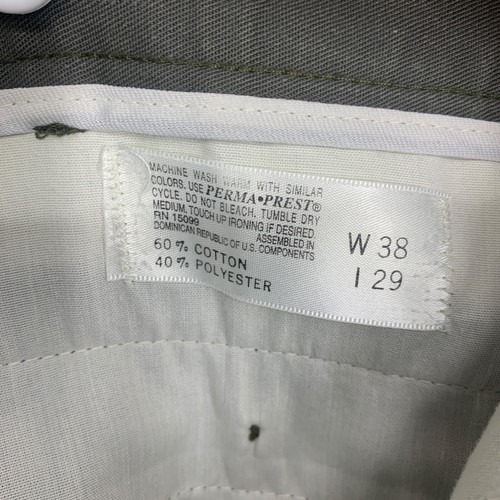 MACHINE WASH WARM WITH SIMILAR
COLORS. USE PERMA•PREST®
CYCLE. DO NOT BLEACH. TUMBLE DRY
MEDIUM. TOUCH UP IRONING IF DESIRED.
RN 15099
ASSEMBLED IN
DOMINICAN REPUBLIC OF U.S. COMPONENTS
60% COTTON
40% POLYESTER
W 38
I 29